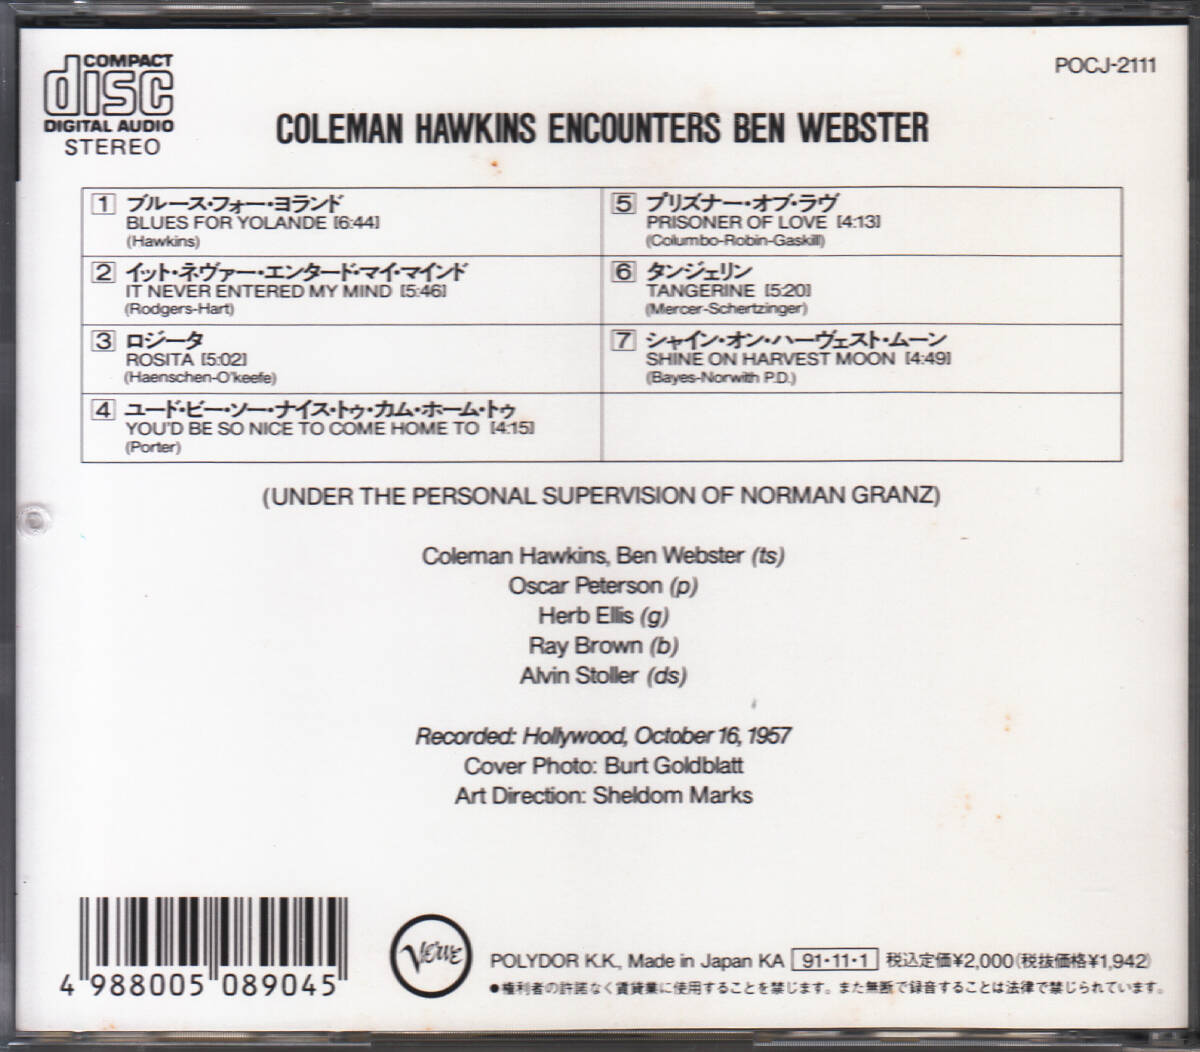 COMPACT
disc
DIGITAL AUDIO
STEREO
POCJ-2111
COLEMAN HAWKINS ENCOUNTERS BEN WEBSTER
1 ブルース・フォー・ヨランド
BLUES FOR YOLANDE [6:44]
(Hawkins)
2 イット・ネヴァー・エンタード・マイ・マインド
IT NEVER ENTERED MY MIND [5:46]
(Rodgers-Hart)
3 ロジータ
ROSITA [5:02]
(Haenschen-O'keefe)
4 ユード・ビー・ソー・ナイス・トゥ・カム・ホーム・トゥ
YOU'D BE SO NICE TO COME HOME TO [4:15]
(Porter)
5 プリズナー・オブ・ラヴ
PRISONER OF LOVE [4:13]
(Columbo-Robin-Gaskill)
6 タンジェリン
TANGERINE [5:20]
(Mercer-Schertzinger)
7 シャイン・オン・ハーヴェスト・ムーン
SHINE ON HARVEST MOON [4:49]
(Bayes-Norwith P.D.)
(UNDER THE PERSONAL SUPERVISION OF NORMAN GRANZ)
Coleman Hawkins, Ben Webster (ts)
Oscar Peterson (p)
Herb Ellis (g)
Ray Brown (b)
Alvin Stoller (ds)
Recorded: Hollywood, October 16, 1957
Cover Photo: Burt Goldblatt
Art Direction: Sheldom Marks
4 988005 089045
Verve
POLYDOR K.K., Made in Japan KA 91・11・1 税込定価¥2,000(税抜価格¥1,942)
●権利者の許諾なく賃貸業に使用することを禁じます。また無断で録音することは法律で禁じられています。